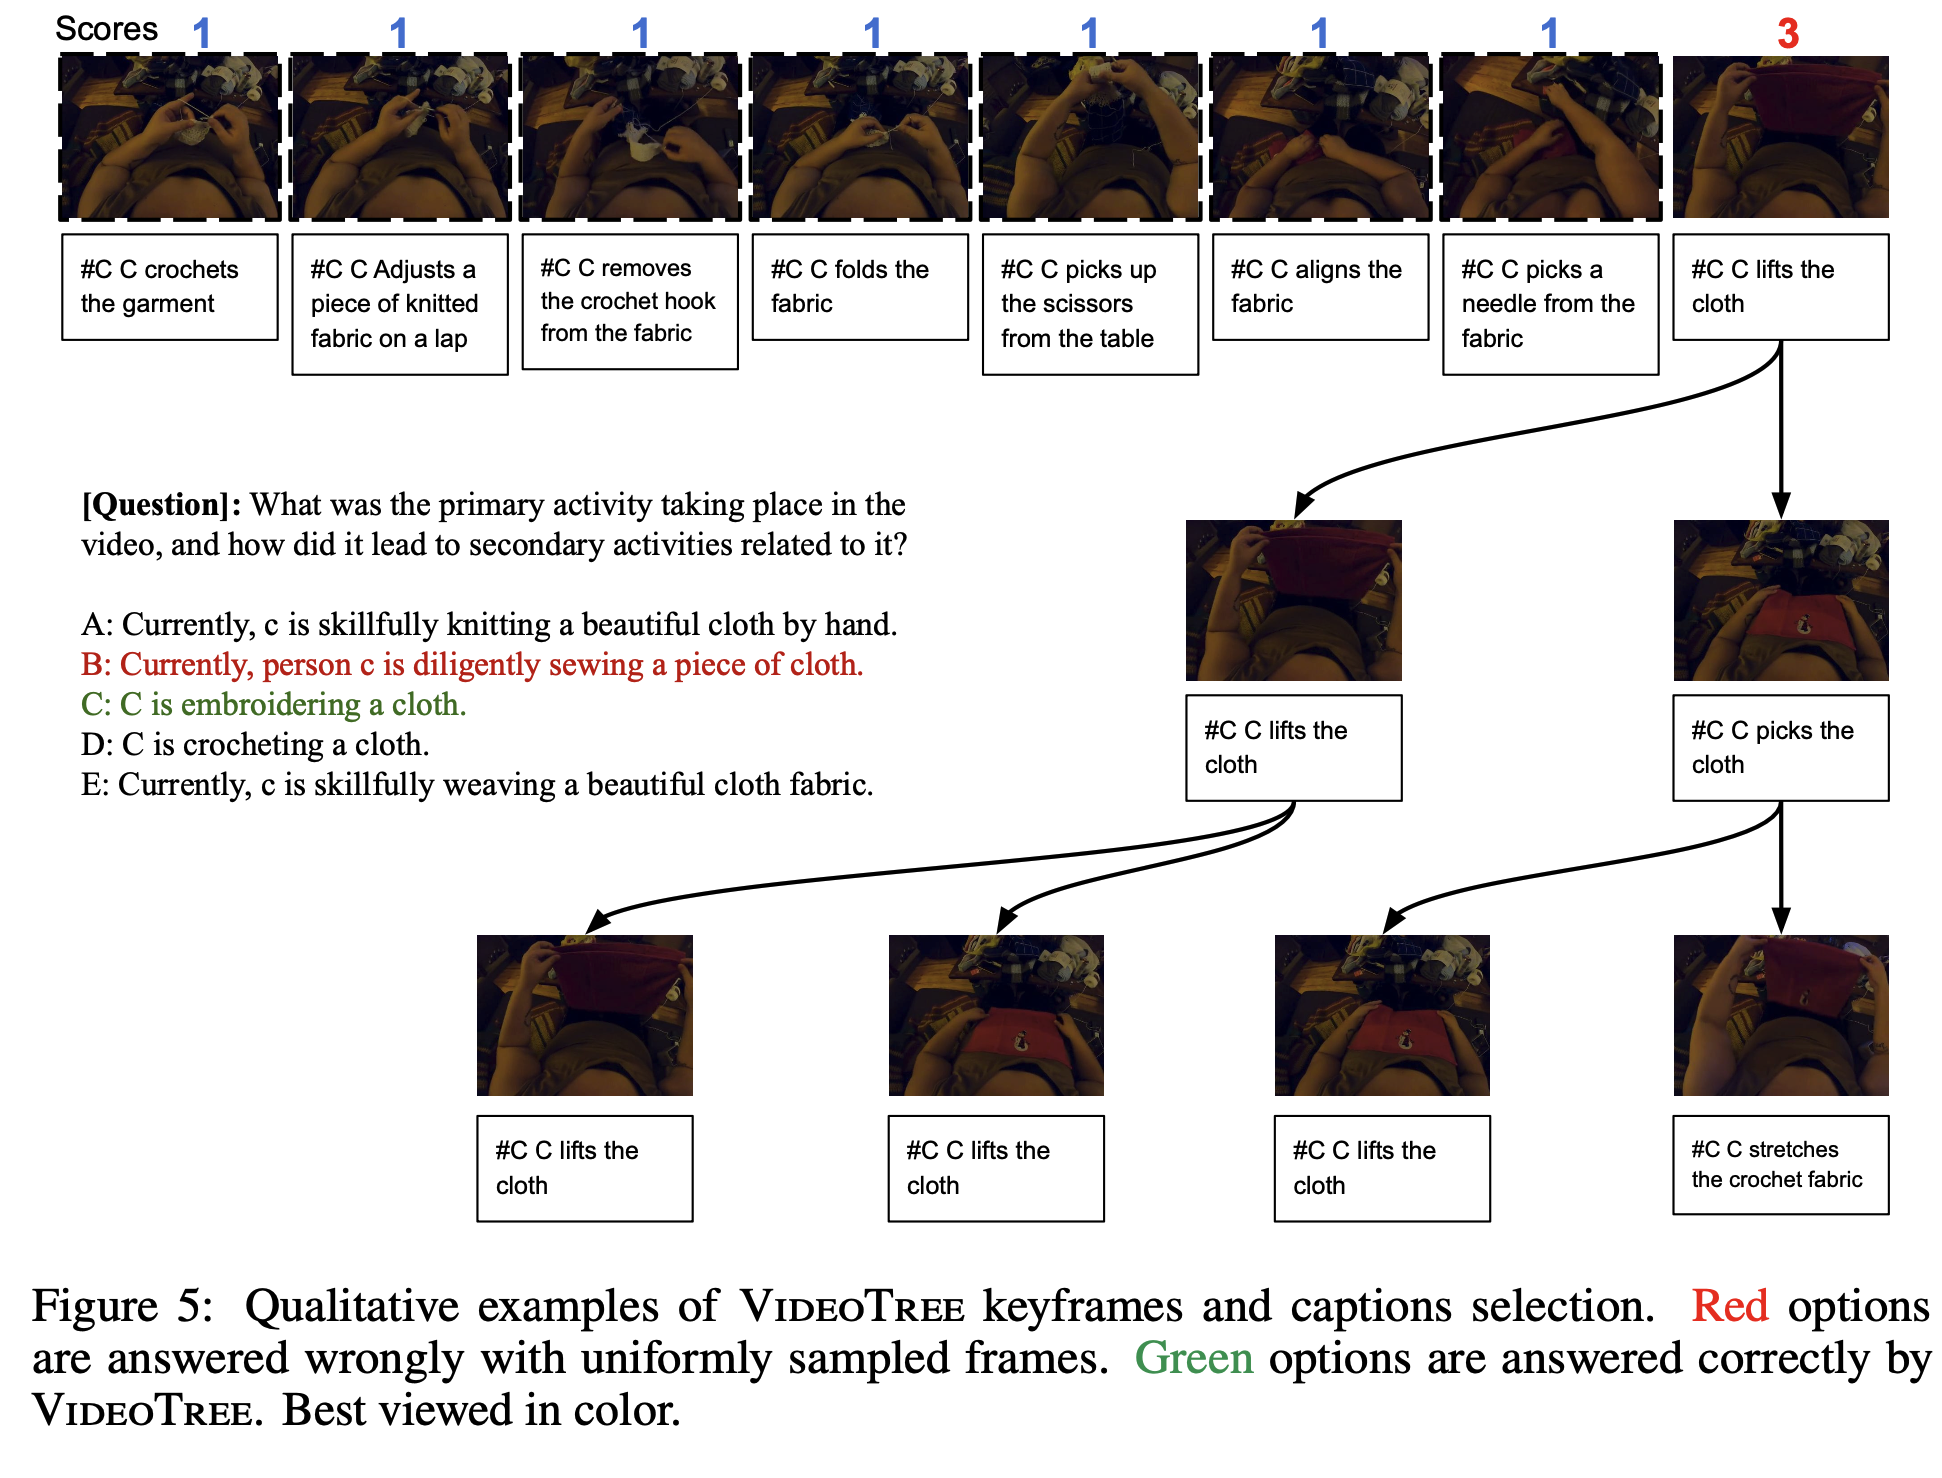 Scores 1 1 1 1 1 1 1 3
#C C crochets
the garment
#C C Adjusts a
piece of knitted
fabric on a lap
#C C removes
the crochet hook
from the fabric
#C C folds the
fabric
#C C picks up
the scissors
from the table
#C C aligns the
fabric
#C C picks a
needle from the
fabric
#C C lifts the
cloth
[Question]: What was the primary activity taking place in the
video, and how did it lead to secondary activities related to it?
A: Currently, c is skillfully knitting a beautiful cloth by hand.
B: Currently, person c is diligently sewing a piece of cloth.
C: C is embroidering a cloth.
D: C is crocheting a cloth.
E: Currently, c is skillfully weaving a beautiful cloth fabric.
#C C lifts the
cloth
#C C picks the
cloth
#C C lifts the
cloth
#C C lifts the
cloth
#C C lifts the
cloth
#C C stretches
the crochet fabric
Figure 5: Qualitative examples of VIDEOTREE keyframes and captions selection. Red options
are answered wrongly with uniformly sampled frames. Green options are answered correctly by
VIDEOTREE. Best viewed in color.